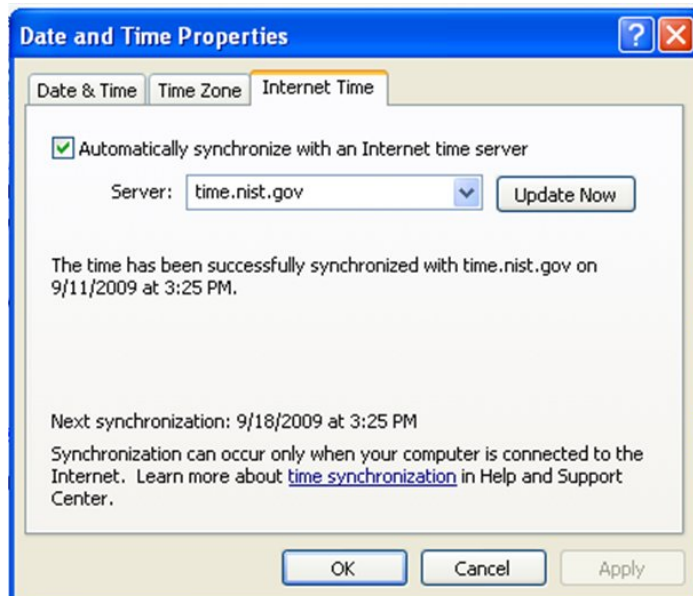 Date and Time Properties
Date & Time Time Zone Internet Time
Automatically synchronize with an Internet time server
Server: time.nist.gov Update Now
The time has been successfully synchronized with time.nist.gov on
9/11/2009 at 3:25 PM.
Next synchronization: 9/18/2009 at 3:25 PM
Synchronization can occur only when your computer is connected to the
Internet. Learn more about time synchronization in Help and Support
Center.
OK Cancel Apply